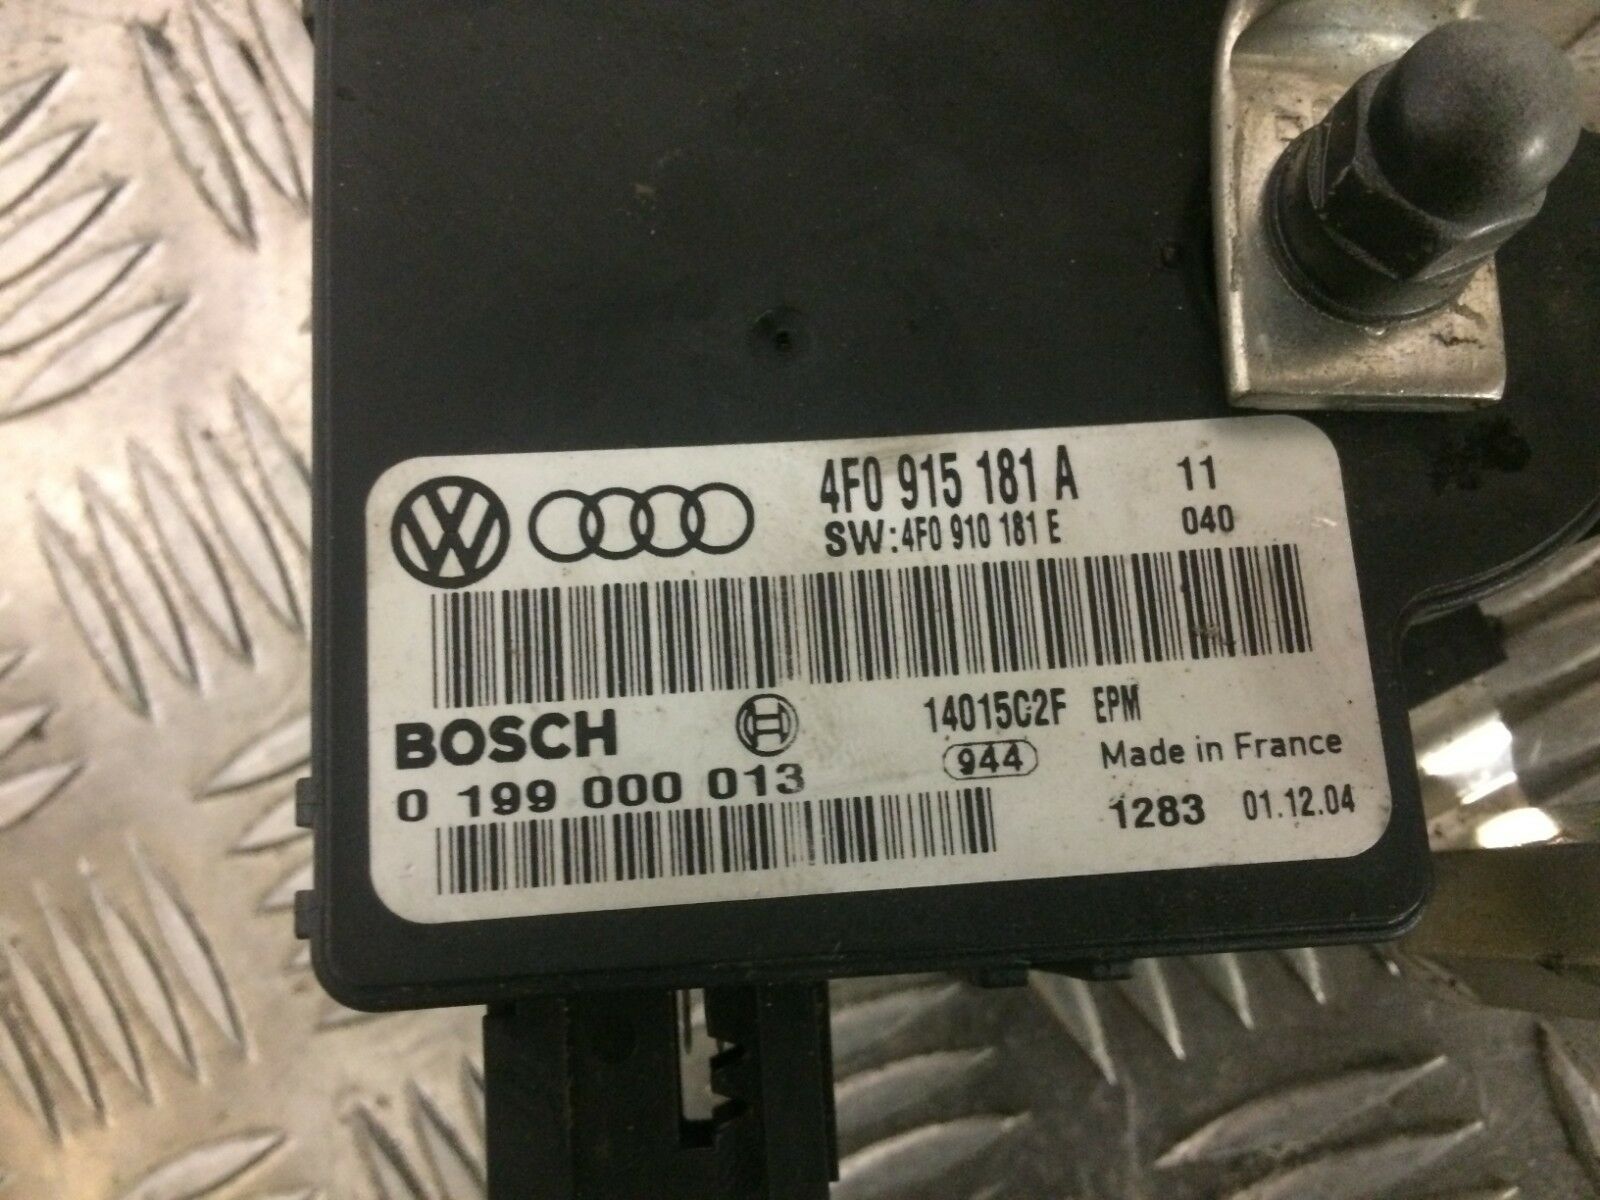 4F0 915 181 A 11
SW:4F0 910 181 E 040
BOSCH 14015C2F EPM
944 Made in France
0 199 000 013
1283 01.12.04